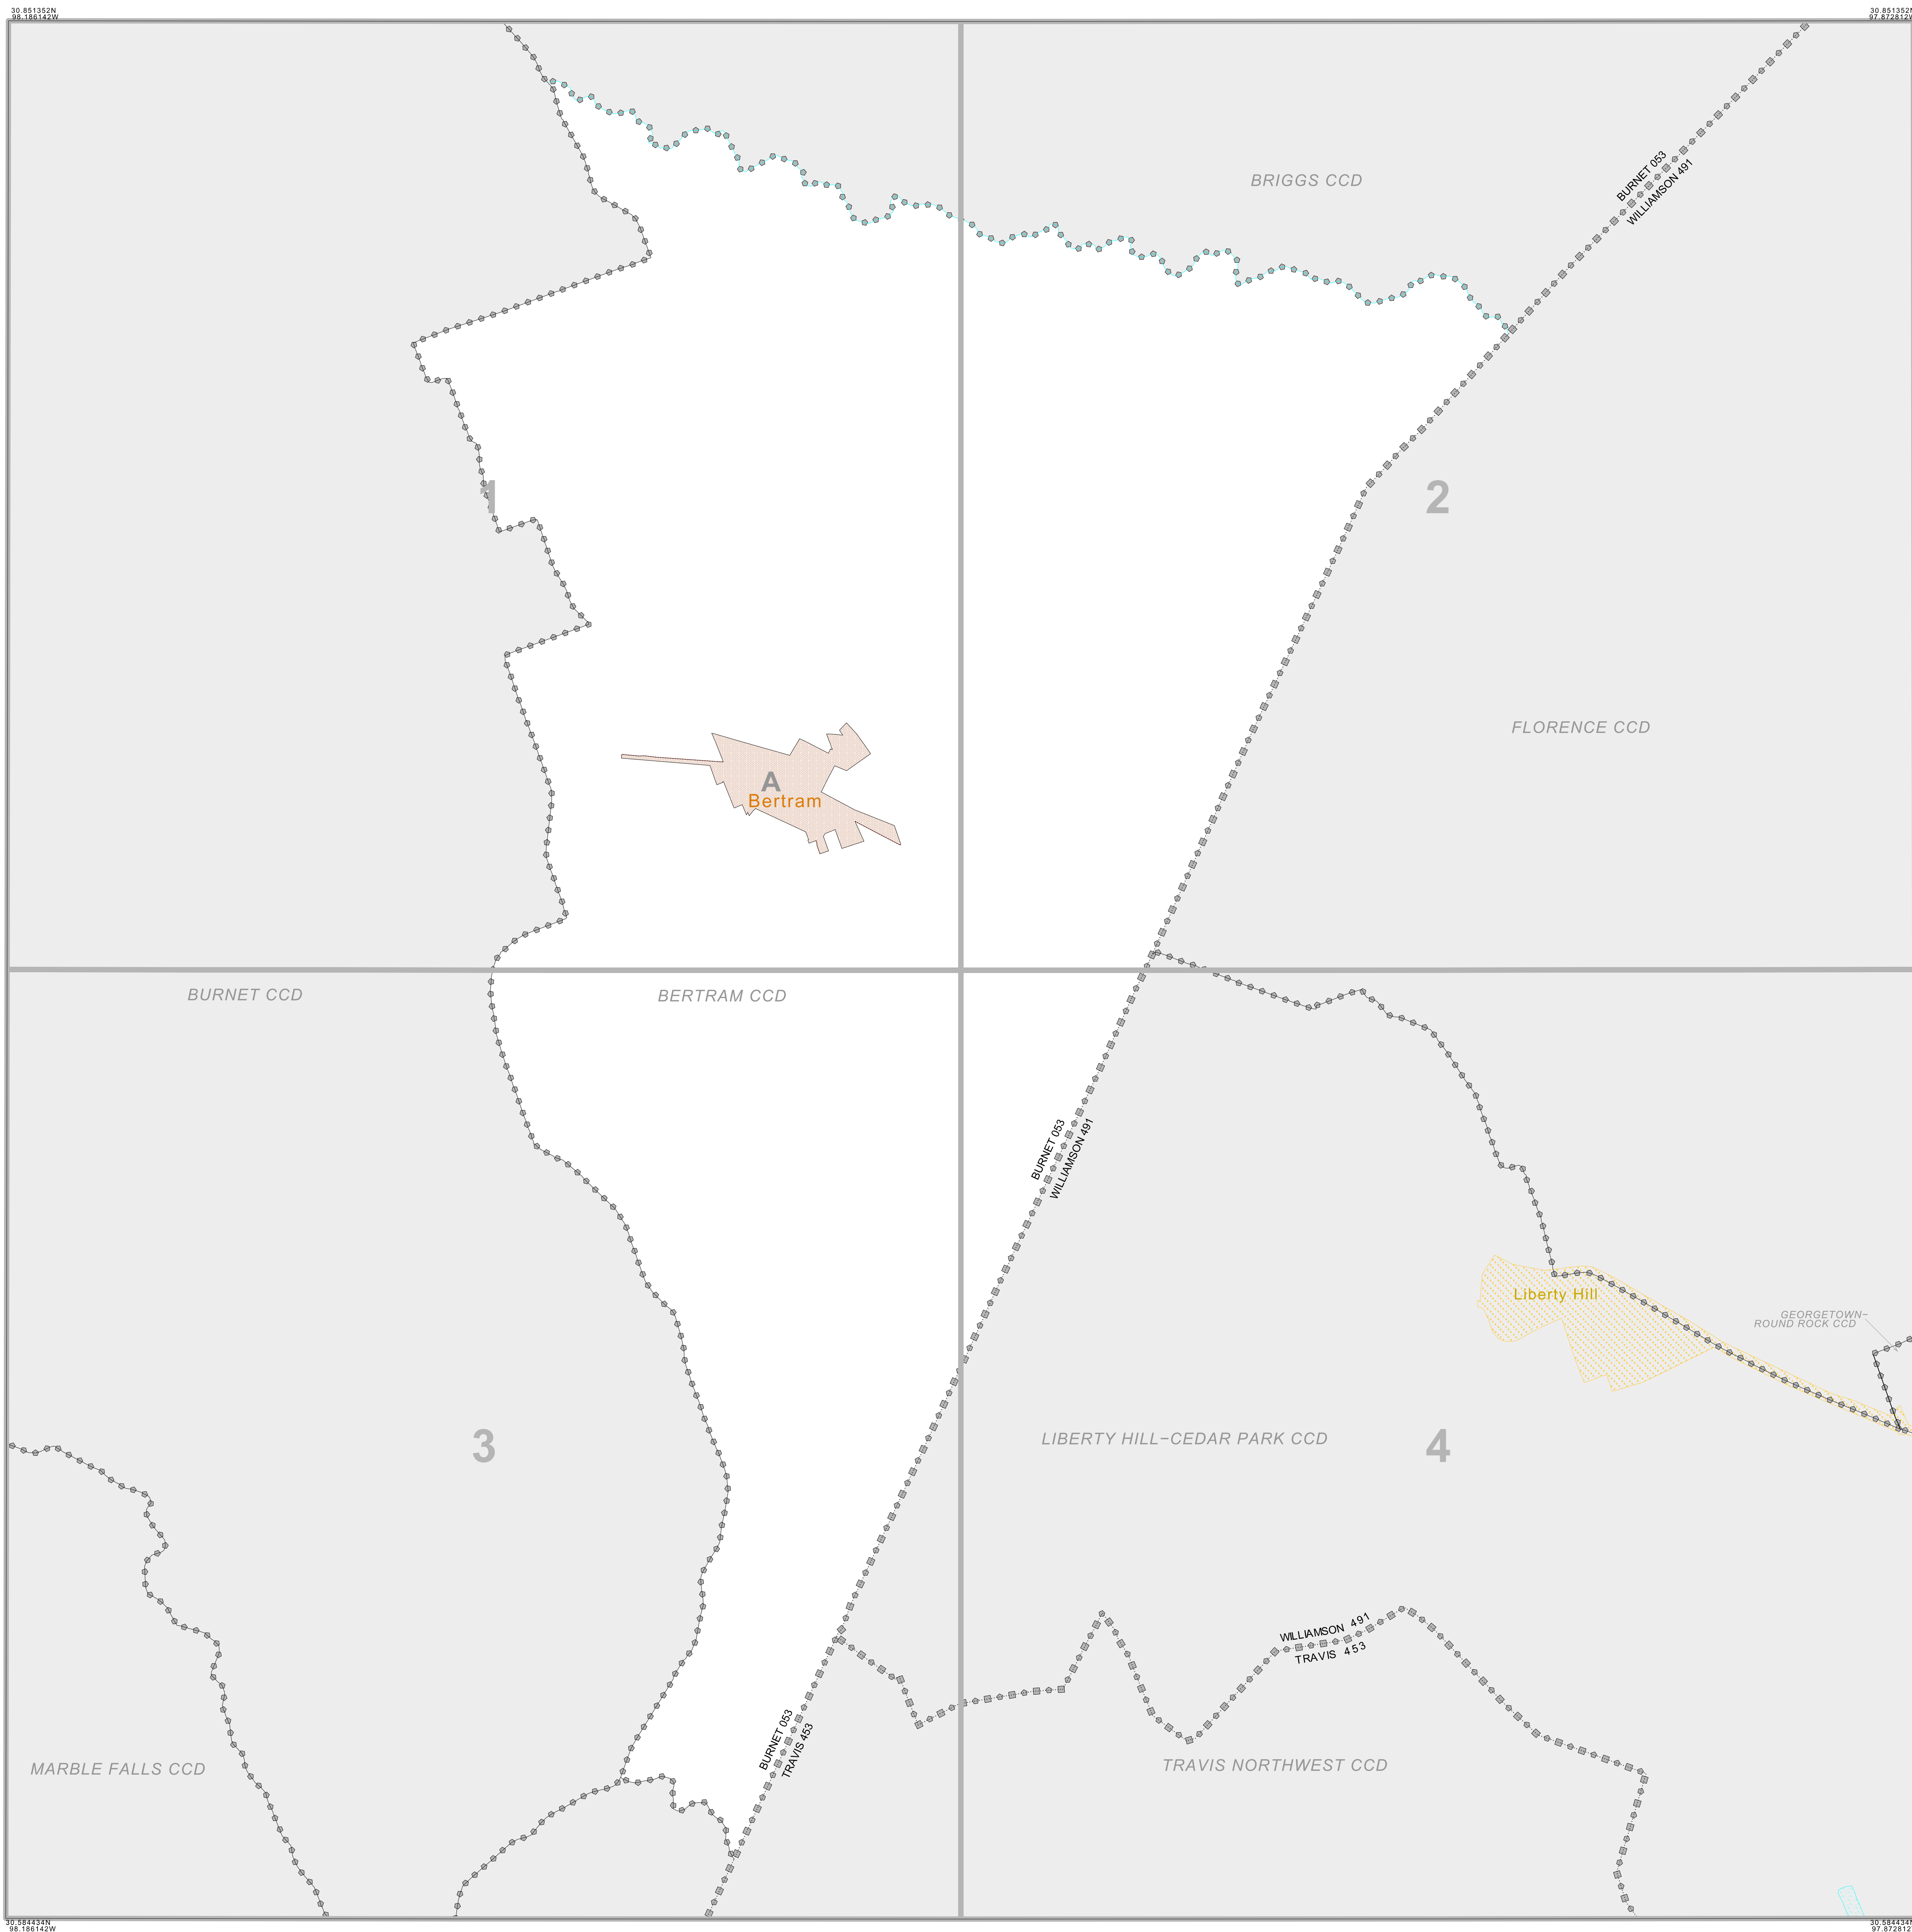 30.851352N
98.186142W
30.851352N
97.872812W
BRIGGS CCD
BURNET 053
WILLIAMSON 491
1
2
FLORENCE CCD
A
Bertram
BURNET CCD
BERTRAM CCD
BURNET 053
WILLIAMSON 491
Liberty Hill
GEORGETOWN-
ROUND ROCK CCD
3
LIBERTY HILL-CEDAR PARK CCD
4
WILLIAMSON 491
TRAVIS 453
BURNET 053
TRAVIS 453
MARBLE FALLS CCD
TRAVIS NORTHWEST CCD
30.584434N
98.186142W
30.584434N
97.872812